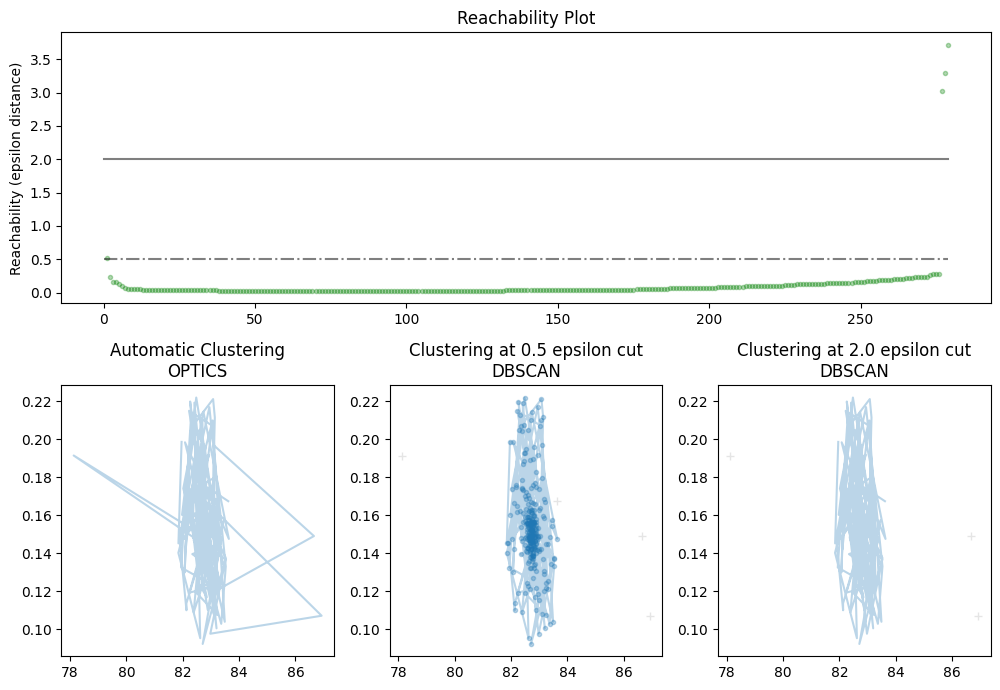 Reachability Plot
Reachability (epsilon distance)
3.5
3.0
2.5
2.0
1.5
1.0
0.5
0.0
0 50 100 150 200 250
Automatic Clustering
OPTICS
Clustering at 0.5 epsilon cut
DBSCAN
Clustering at 2.0 epsilon cut
DBSCAN
0.22 0.22 0.22
0.20 0.20 0.20
0.18 0.18 0.18
0.16 0.16 0.16
0.14 0.14 0.14
0.12 0.12 0.12
0.10 0.10 0.10
78 80 82 84 86 78 80 82 84 86 78 80 82 84 86